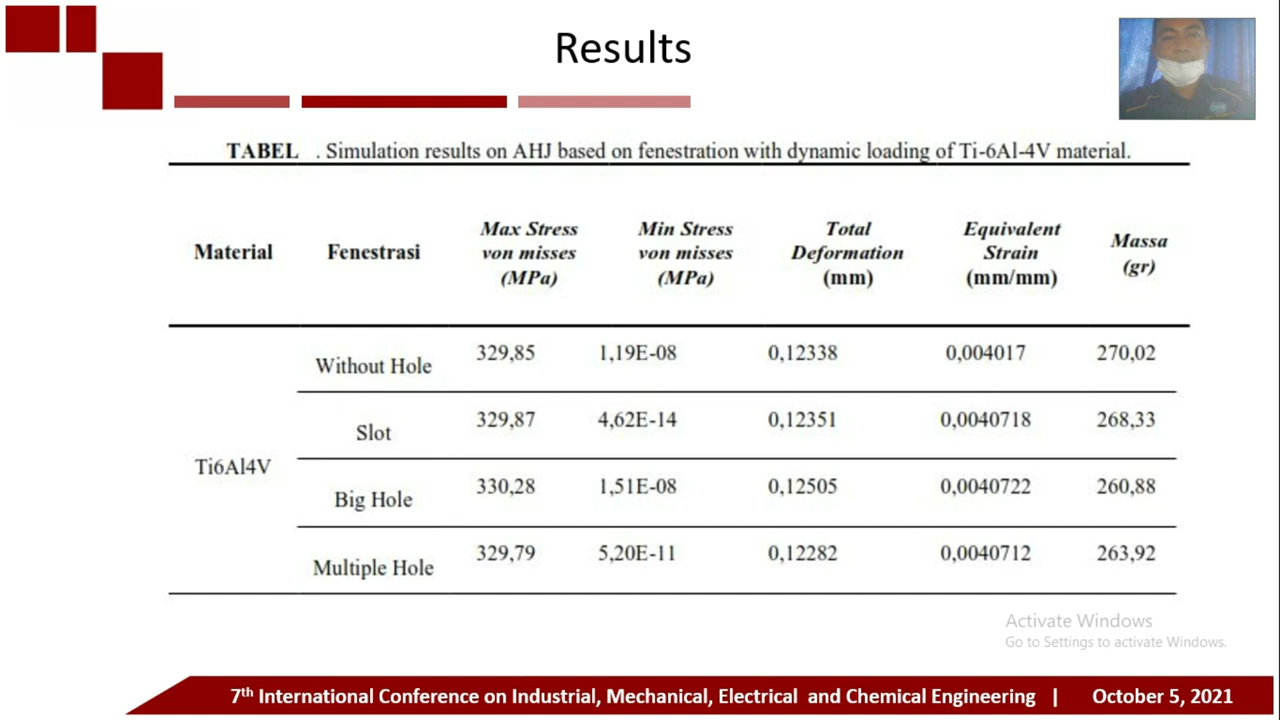 Results
TABEL . Simulation results on AHJ based on fenestration with dynamic loading of Ti-6Al-4V material.
Material Fenestrasi Max Stress von misses (MPa) Min Stress von misses (MPa) Total Deformation (mm) Equivalent Strain (mm/mm) Massa (gr)
Without Hole 329,85 1,19E-08 0,12338 0,004017 270,02
Slot 329,87 4,62E-14 0,12351 0,0040718 268,33
Ti6Al4V
Big Hole 330,28 1,51E-08 0,12505 0,0040722 260,88
Multiple Hole 329,79 5,20E-11 0,12282 0,0040712 263,92
Activate Windows
Go to Settings to activate Windows.
7th International Conference on Industrial, Mechanical, Electrical and Chemical Engineering | October 5, 2021